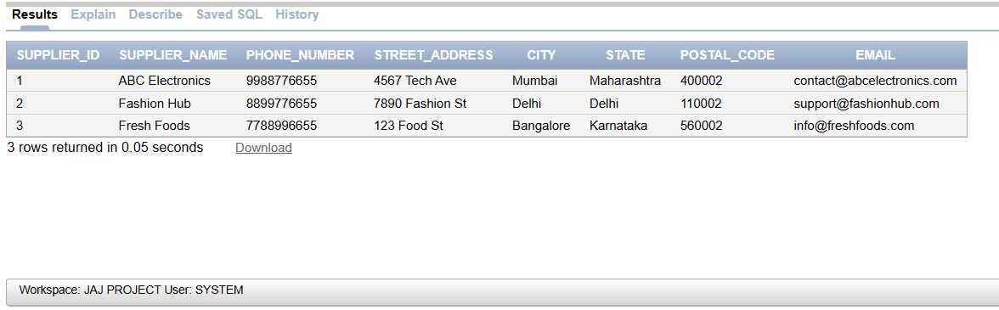 Results Explain Describe Saved SQL History
SUPPLIER_ID SUPPLIER_NAME PHONE_NUMBER STREET_ADDRESS CITY STATE POSTAL_CODE EMAIL
1 ABC Electronics 9988776655 4567 Tech Ave Mumbai Maharashtra 400002 contact@abcelectronics.com
2 Fashion Hub 8899776655 7890 Fashion St Delhi Delhi 110002 support@fashionhub.com
3 Fresh Foods 7788996655 123 Food St Bangalore Karnataka 560002 info@freshfoods.com
3 rows returned in 0.05 seconds Download
Workspace: JAJ PROJECT User: SYSTEM